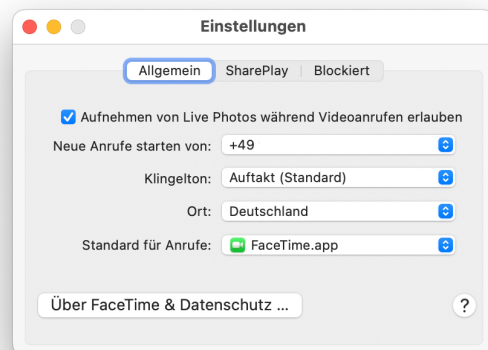 Einstellungen
Allgemein SharePlay Blockiert
Aufnehmen von Live Photos während Videoanrufen erlauben
Neue Anrufe starten von: +49
Klingelton: Auftakt (Standard)
Ort: Deutschland
Standard für Anrufe: FaceTime.app
Über FaceTime & Datenschutz ... ?